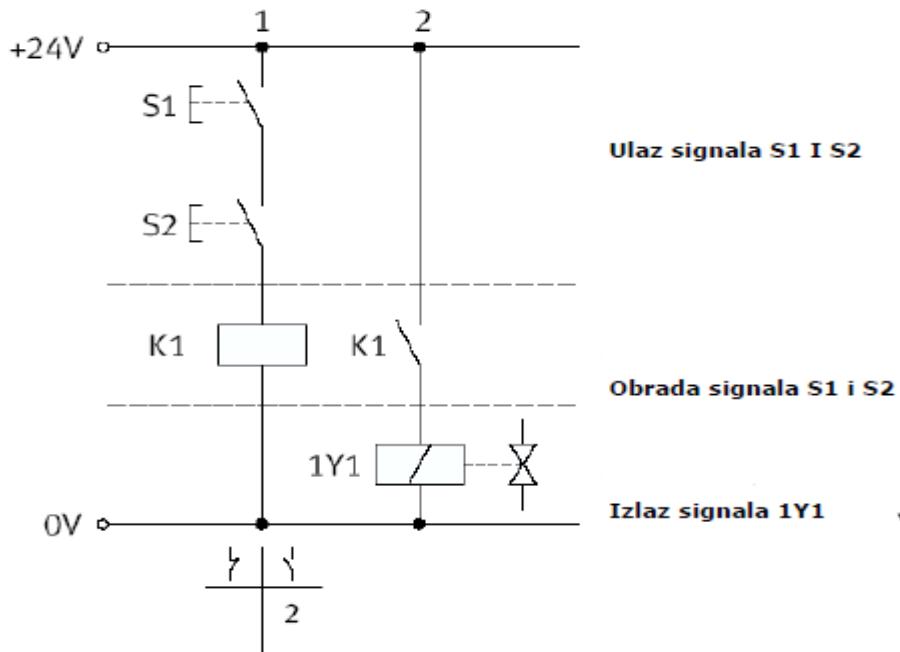 1 2
+24V
S1
Ulaz signala S1 I S2
S2
K1 K1
Obrada signala S1 i S2
1Y1
Izlaz signala 1Y1
0V
2